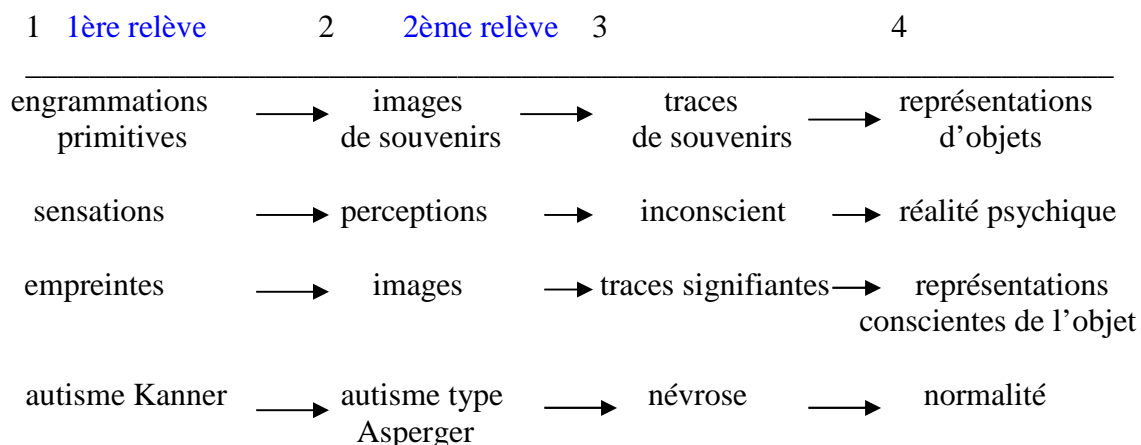 1 1ère relève 2 2ème relève 3 4
engrammations images traces représentations
primitives de souvenirs de souvenirs d’objets
sensations perceptions inconscient réalité psychique
empreintes images traces signifiantes représentations
conscientes de l’objet
autisme Kanner autisme type névrose normalité
Asperger